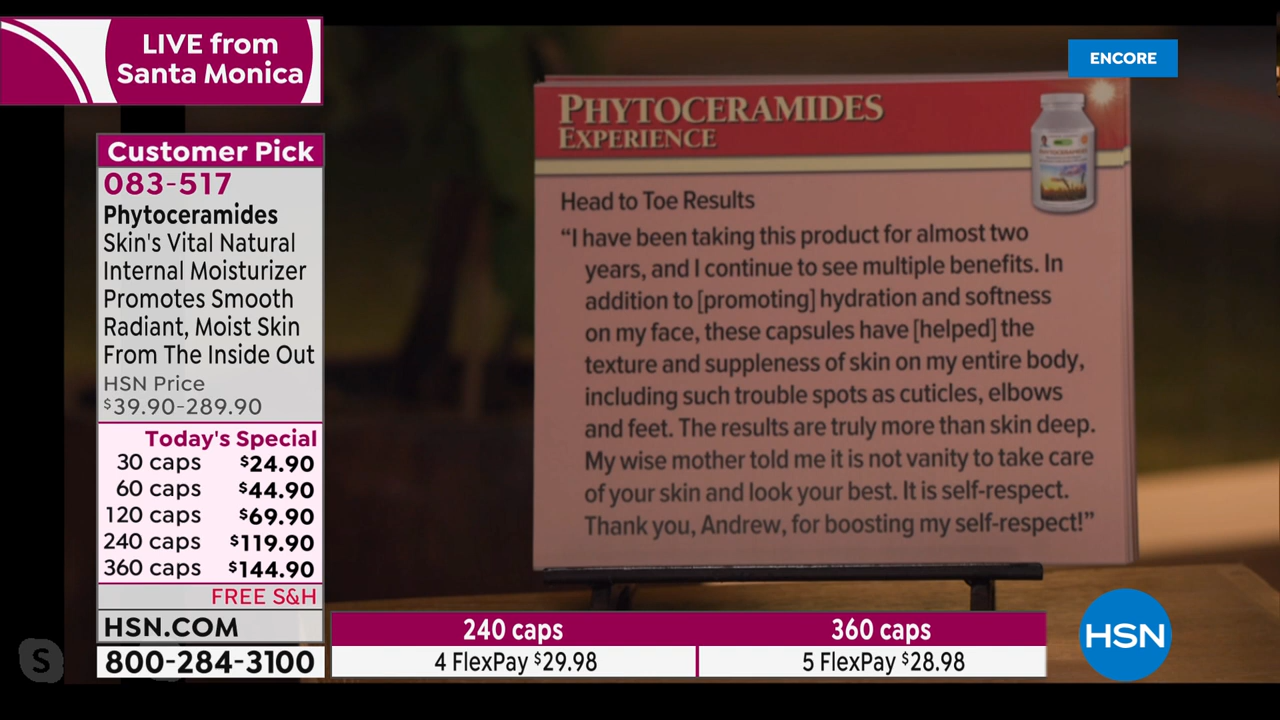 LIVE from
Santa Monica
ENCORE
Customer Pick
083-517
Phytoceramides
Skin's Vital Natural
Internal Moisturizer
Promotes Smooth
Radiant, Moist Skin
From The Inside Out
HSN Price
$39.90-289.90
Today's Special
30 caps $24.90
60 caps $44.90
120 caps $69.90
240 caps $119.90
360 caps $144.90
FREE S&H
HSN.COM
800-284-3100
PHYTOCERAMIDES
EXPERIENCE
Head to Toe Results
“I have been taking this product for almost two
years, and I continue to see multiple benefits. In
addition to [promoting] hydration and softness
on my face, these capsules have [helped] the
texture and suppleness of skin on my entire body,
including such trouble spots as cuticles, elbows
and feet. The results are truly more than skin deep.
My wise mother told me it is not vanity to take care
of your skin and look your best. It is self-respect.
Thank you, Andrew, for boosting my self-respect!”
240 caps 360 caps
4 FlexPay $29.98 5 FlexPay $28.98
HSN
S